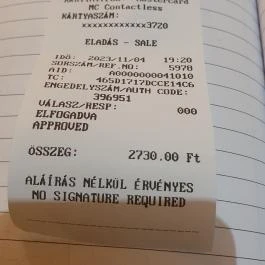 MC Contactless
KÁRTYASZÁM:
xxxxxxxxxxxx3720
ELADÁS - SALE
IDŐ: 2023/11/04 19:20
SORSZÁM/REF.NO: 5978
AID: A0000000041010
TC: 465D1717DCCE14C6
ENGEDÉLYSZÁM/AUTH CODE:
396951
VÁLASZ/RESP: 000
ELFOGADVA
APPROVED
ÖSSZEG: 2730.00 Ft
ALÁÍRÁS NÉLKÜL ÉRVÉNYES
NO SIGNATURE REQUIRED